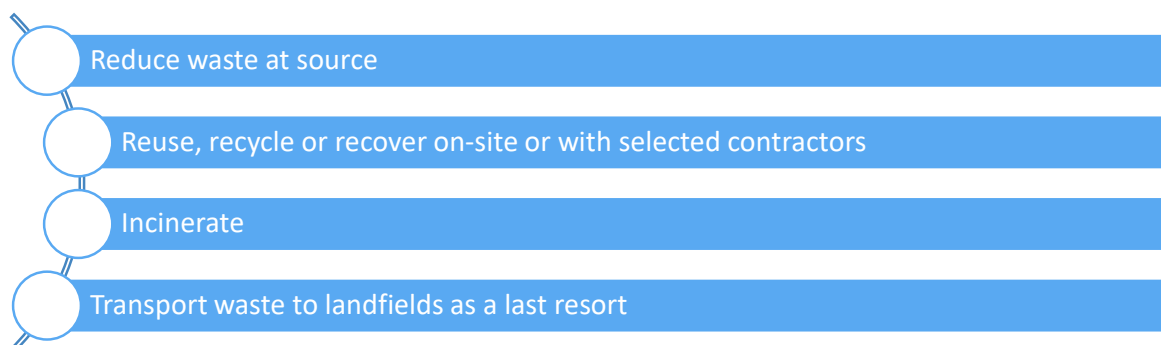 Reduce waste at source
Reuse, recycle or recover on-site or with selected contractors
Incinerate
Transport waste to landfields as a last resort